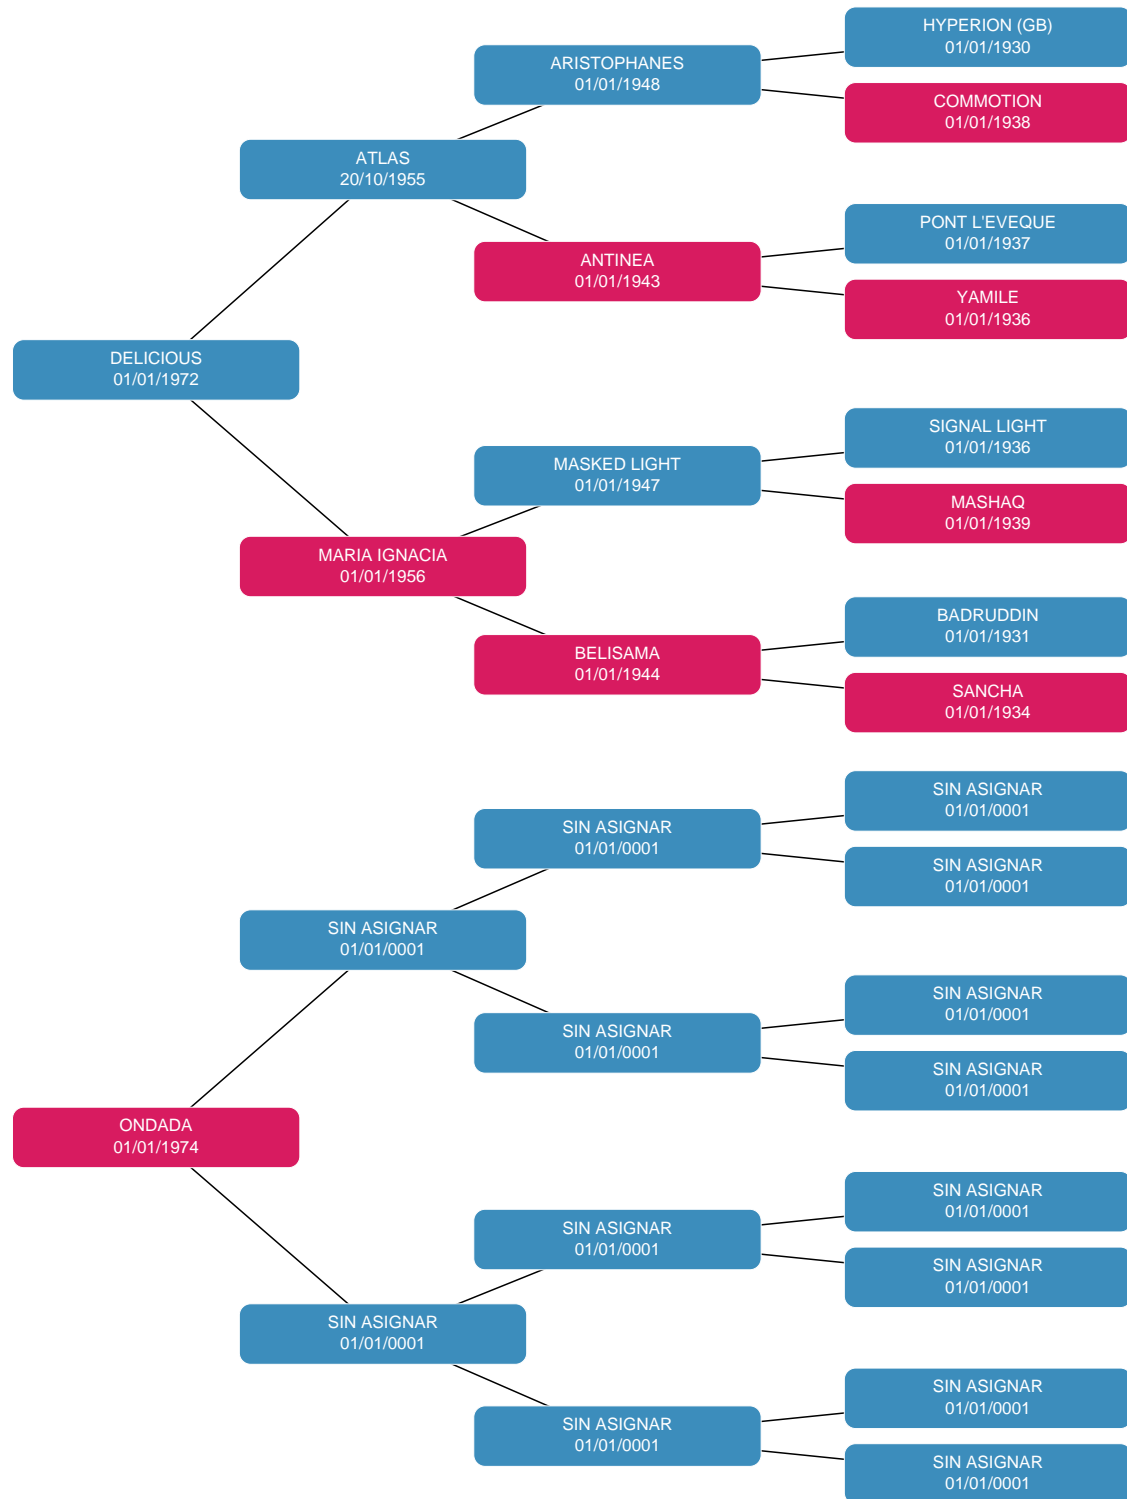 HYPERION (GB)
01/01/1930
ARISTOPHANES
01/01/1948
COMMOTION
01/01/1938
ATLAS
20/10/1955
PONT L'EVEQUE
01/01/1937
ANTINEA
01/01/1943
YAMILE
01/01/1936
DELICIOUS
01/01/1972
SIGNAL LIGHT
01/01/1936
MASKED LIGHT
01/01/1947
MASHAQ
01/01/1939
MARIA IGNACIA
01/01/1956
BADRUDDIN
01/01/1931
BELISAMA
01/01/1944
SANCHA
01/01/1934
SIN ASIGNAR
01/01/0001
SIN ASIGNAR
01/01/0001
SIN ASIGNAR
01/01/0001
SIN ASIGNAR
01/01/0001
SIN ASIGNAR
01/01/0001
SIN ASIGNAR
01/01/0001
SIN ASIGNAR
01/01/0001
ONDADA
01/01/1974
SIN ASIGNAR
01/01/0001
SIN ASIGNAR
01/01/0001
SIN ASIGNAR
01/01/0001
SIN ASIGNAR
01/01/0001
SIN ASIGNAR
01/01/0001
SIN ASIGNAR
01/01/0001
SIN ASIGNAR
01/01/0001